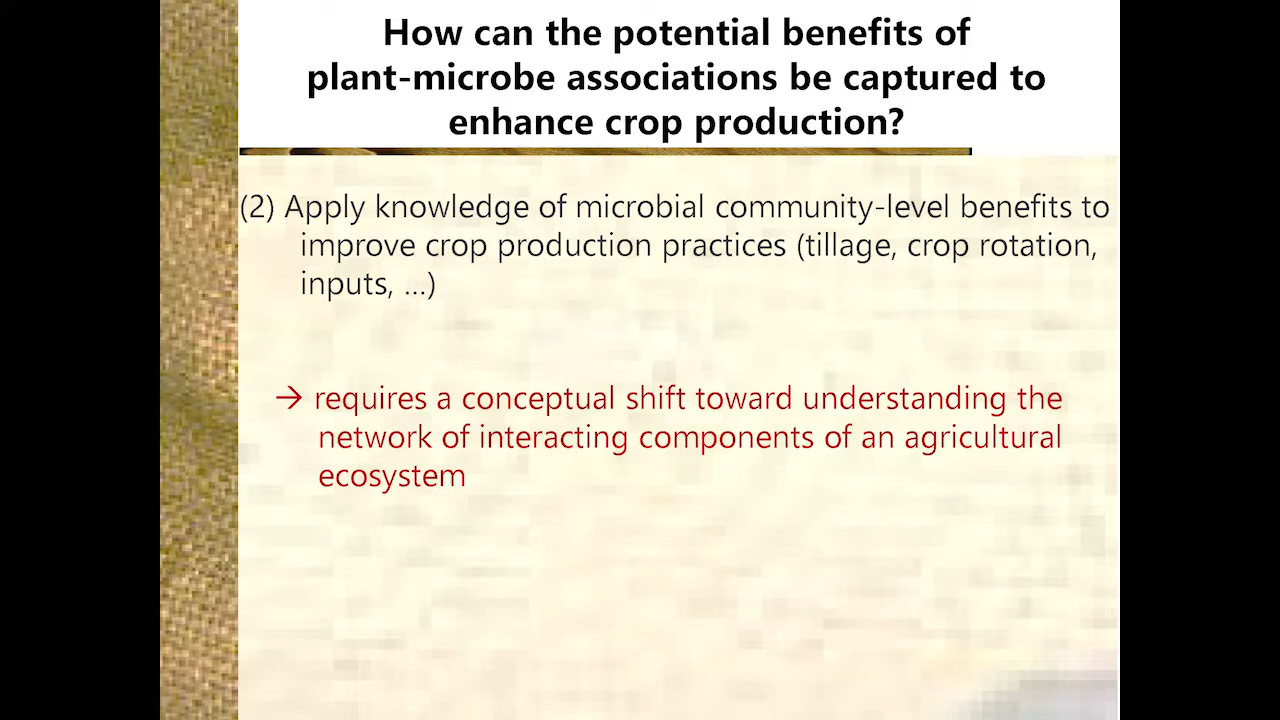 How can the potential benefits of
plant-microbe associations be captured to
enhance crop production?
(2) Apply knowledge of microbial community-level benefits to
improve crop production practices (tillage, crop rotation,
inputs, ...)
→ requires a conceptual shift toward understanding the
network of interacting components of an agricultural
ecosystem